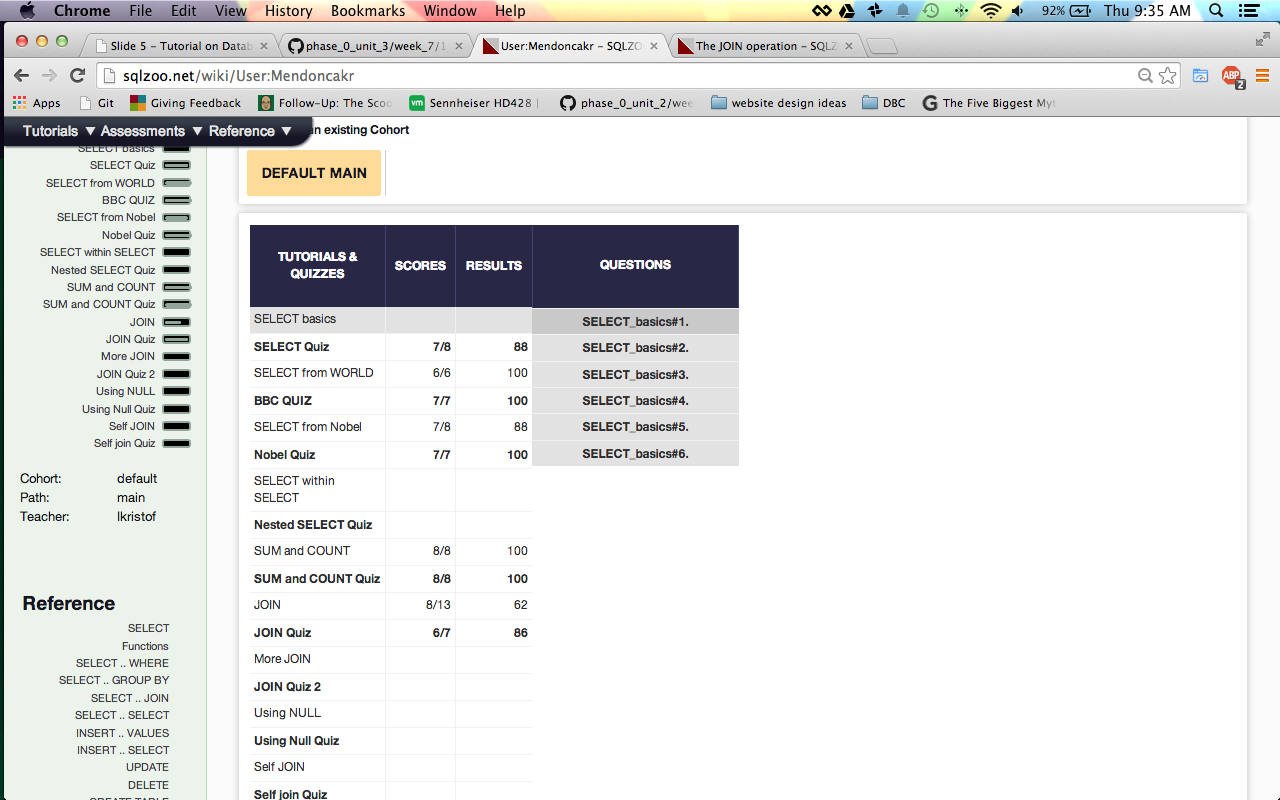 Chrome File Edit View History Bookmarks Window Help 92% Thu 9:35 AM
Slide 5 – Tutorial on Datab phase_0_unit_3/week_7/1 User:Mendoncakr – SQLZO The JOIN operation – SQLZ
sqlzoo.net/wiki/User:Mendoncakr ABP 2
Apps Git Giving Feedback Follow-Up: The Scoo vm Sennheiser HD428 | phase_0_unit_2/wee website design ideas DBC G The Five Biggest Myt
Tutorials ▼ Assessments ▼ Reference ▼ an existing Cohort
SELECT basics
SELECT Quiz
SELECT from WORLD
BBC QUIZ
SELECT from Nobel
Nobel Quiz
SELECT within SELECT
Nested SELECT Quiz
SUM and COUNT
SUM and COUNT Quiz
JOIN
JOIN Quiz
More JOIN
JOIN Quiz 2
Using NULL
Using Null Quiz
Self JOIN
Self join Quiz
Cohort: default
Path: main
Teacher: lkristof
Reference
SELECT
Functions
SELECT .. WHERE
SELECT .. GROUP BY
SELECT .. JOIN
SELECT .. SELECT
INSERT .. VALUES
INSERT .. SELECT
UPDATE
DELETE
CREATE TABLE
DEFAULT MAIN
TUTORIALS &
QUIZZES
SCORES RESULTS QUESTIONS
SELECT basics SELECT_basics#1.
SELECT Quiz 7/8 88 SELECT_basics#2.
SELECT from WORLD 6/6 100 SELECT_basics#3.
BBC QUIZ 7/7 100 SELECT_basics#4.
SELECT from Nobel 7/8 88 SELECT_basics#5.
Nobel Quiz 7/7 100 SELECT_basics#6.
SELECT within
SELECT
Nested SELECT Quiz
SUM and COUNT 8/8 100
SUM and COUNT Quiz 8/8 100
JOIN 8/13 62
JOIN Quiz 6/7 86
More JOIN
JOIN Quiz 2
Using NULL
Using Null Quiz
Self JOIN
Self join Quiz